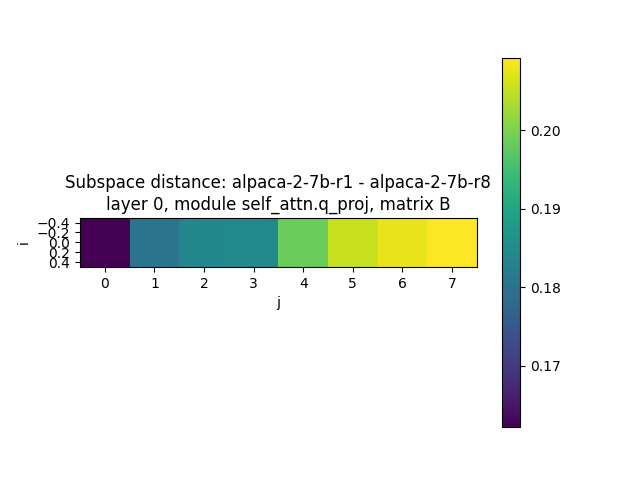 Subspace distance: alpaca-2-7b-r1 - alpaca-2-7b-r8
layer 0, module self_attn.q_proj, matrix B
−0.4
−0.2
0.0
0.2
0.4
i
0 1 2 3 4 5 6 7
j
0.20
0.19
0.18
0.17